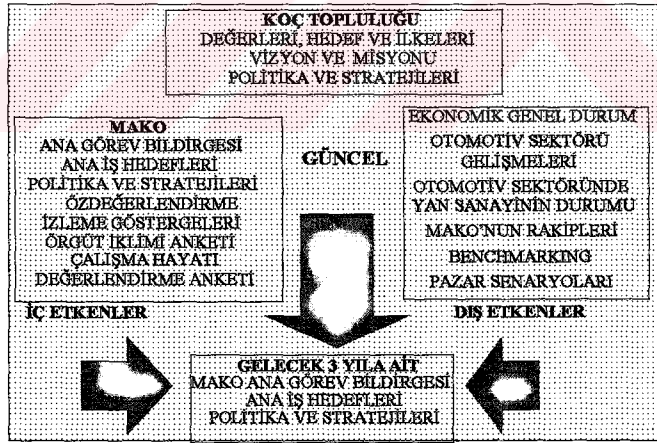 KOÇ TOPLULUĞU
DEĞERLERİ, HEDEF VE İLKELERİ
VİZYON VE MİSYONU
POLİTİKA VE STRATEJİLERİ
MAKO
ANA GÖREV BİLDİRGESİ
ANA İŞ HEDEFLERİ
POLİTİKA VE STRATEJİLERİ
ÖZDEĞERLENDİRME
İZLEME GÖSTERGELERİ
ÖRGÜT İKLİMİ ANKETİ
ÇALIŞMA HAYATI
DEĞERLENDİRME ANKETİ
GÜNCEL
EKONOMİK GENEL DURUM
OTOMOTİV SEKTÖRÜ
GELİŞMELERİ
OTOMOTİV SEKTÖRÜNDE
YAN SANAYİNİN DURUMU
MAKO'NUN RAKİPLERİ
BENCHMARKING
PAZAR SENARYOLARI
İÇ ETKENLER
DIŞ ETKENLER
GELECEK 3 YILA AİT
MAKO ANA GÖREV BİLDİRGESİ
ANA İŞ HEDEFLERİ
POLİTİKA VE STRATEJİLERİ